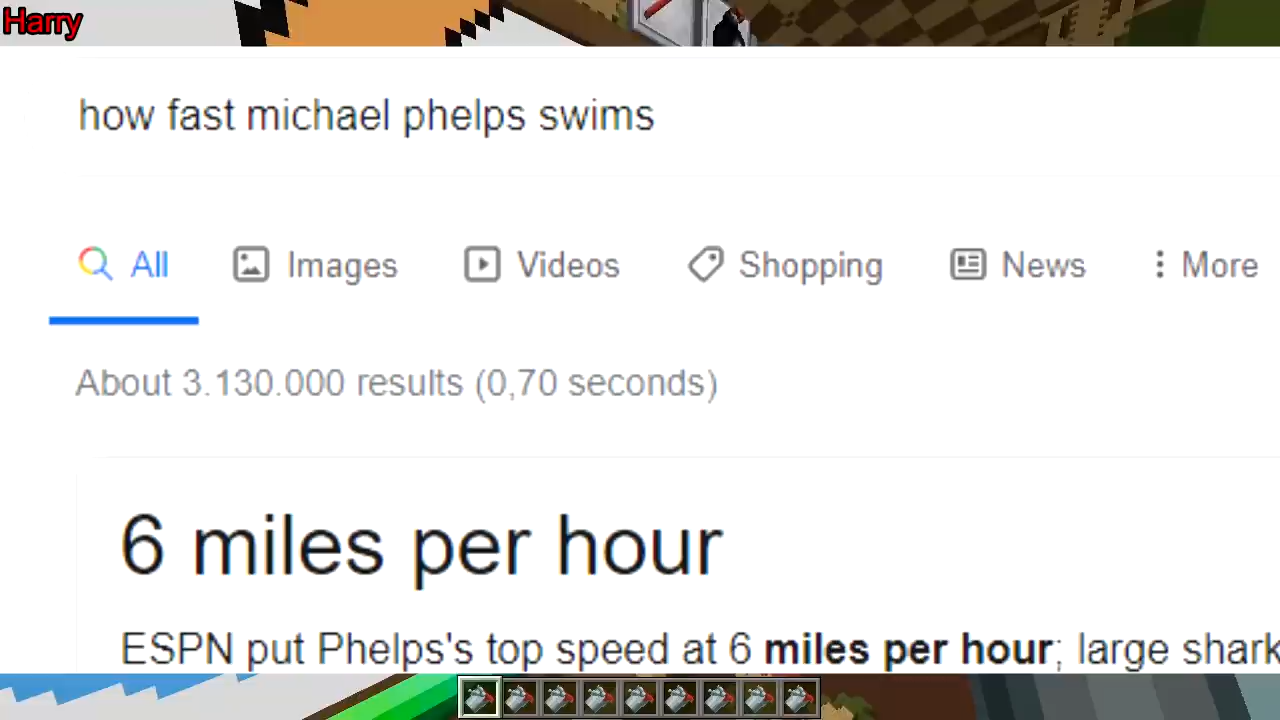 Harry
how fast michael phelps swims
All Images Videos Shopping News More
About 3.130.000 results (0,70 seconds)
6 miles per hour
ESPN put Phelps's top speed at 6 miles per hour; large shark